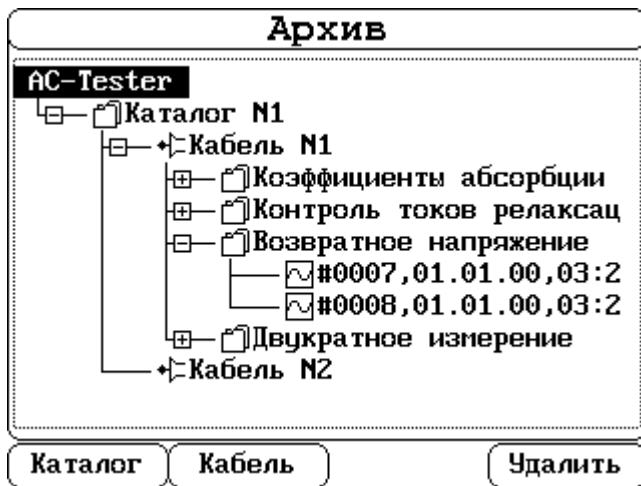 Архив
AC-Tester
Каталог N1
Кабель N1
Коэффициенты абсорбции
Контроль токов релаксац
Возвратное напряжение
#0007,01.01.00,03:2
#0008,01.01.00,03:2
Двукратное измерение
Кабель N2
Каталог Кабель Удалить